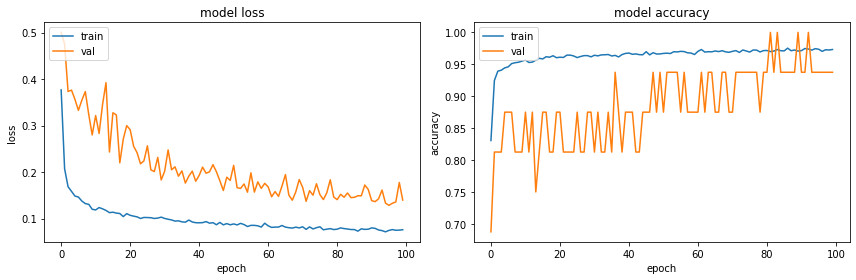 model loss
train
val
0.5
0.4
0.3
0.2
0.1
loss
0 20 40 60 80 100
epoch
model accuracy
train
val
1.00
0.95
0.90
0.85
0.80
0.75
0.70
accuracy
0 20 40 60 80 100
epoch